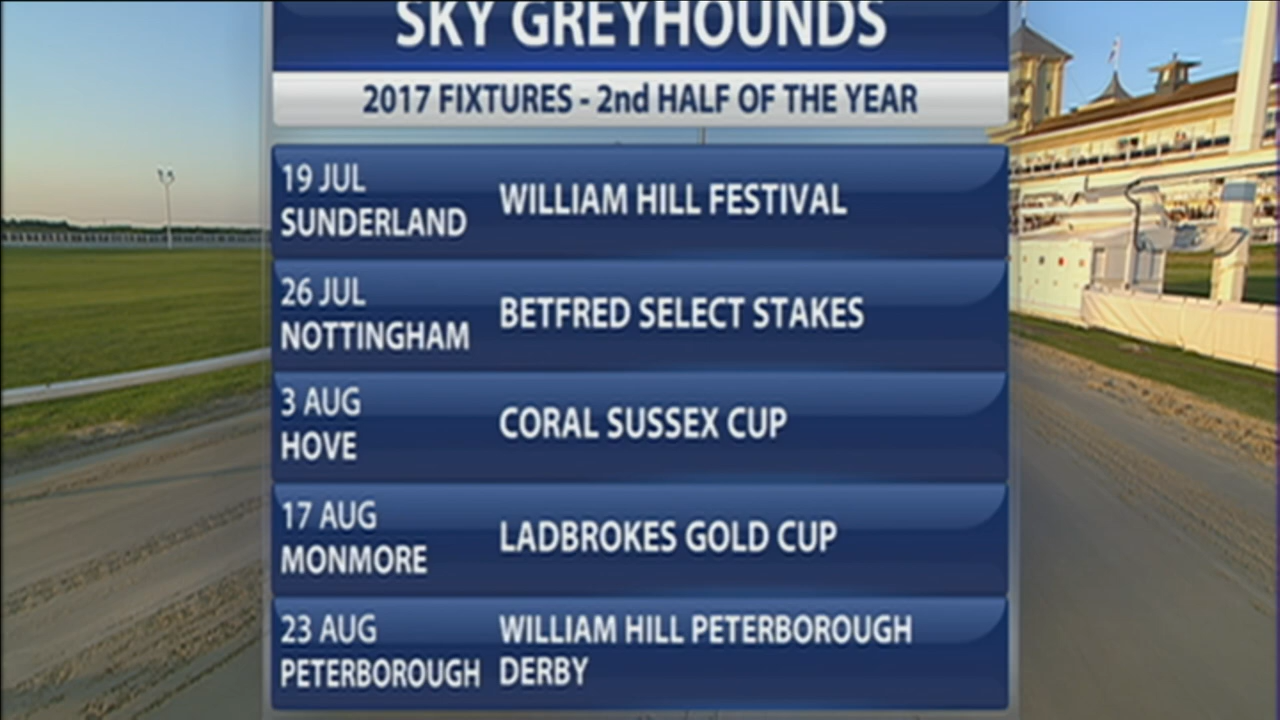 SKY GREYHOUNDS
2017 FIXTURES - 2nd HALF OF THE YEAR
19 JUL
SUNDERLAND
WILLIAM HILL FESTIVAL
26 JUL
NOTTINGHAM
BETFRED SELECT STAKES
3 AUG
HOVE
CORAL SUSSEX CUP
17 AUG
MONMORE
LADBROKES GOLD CUP
23 AUG
PETERBOROUGH
WILLIAM HILL PETERBOROUGH
DERBY